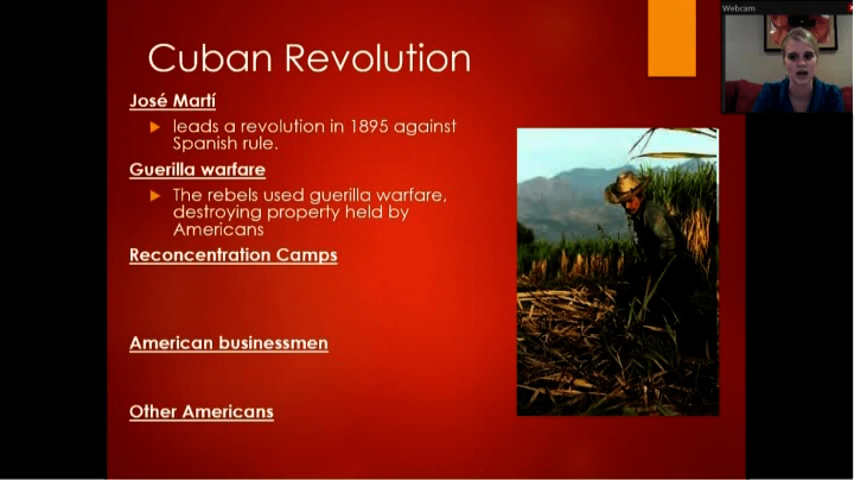 Webcam
Cuban Revolution
José Martí
leads a revolution in 1895 against
Spanish rule.
Guerilla warfare
The rebels used guerilla warfare,
destroying property held by
Americans
Reconcentration Camps
American businessmen
Other Americans